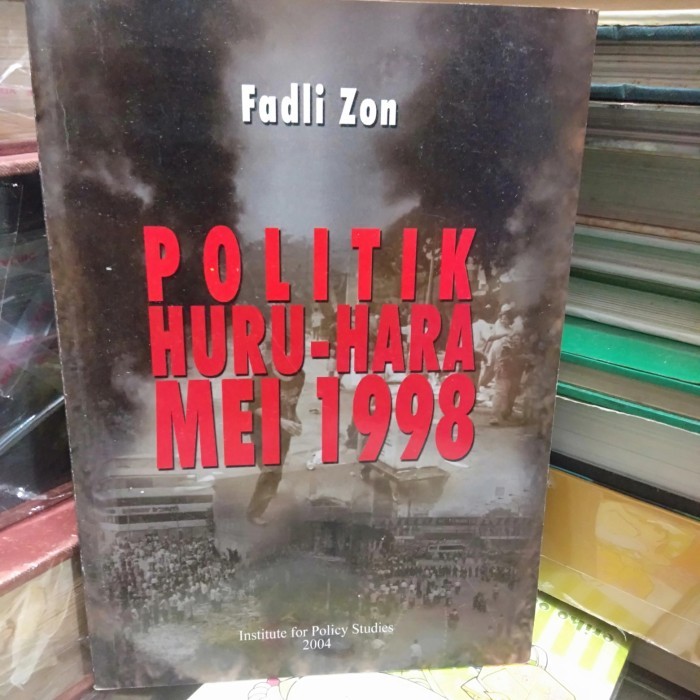 Fadli Zon
POLITIK
HURU-HARA
MEI 1998
Institute for Policy Studies
2004